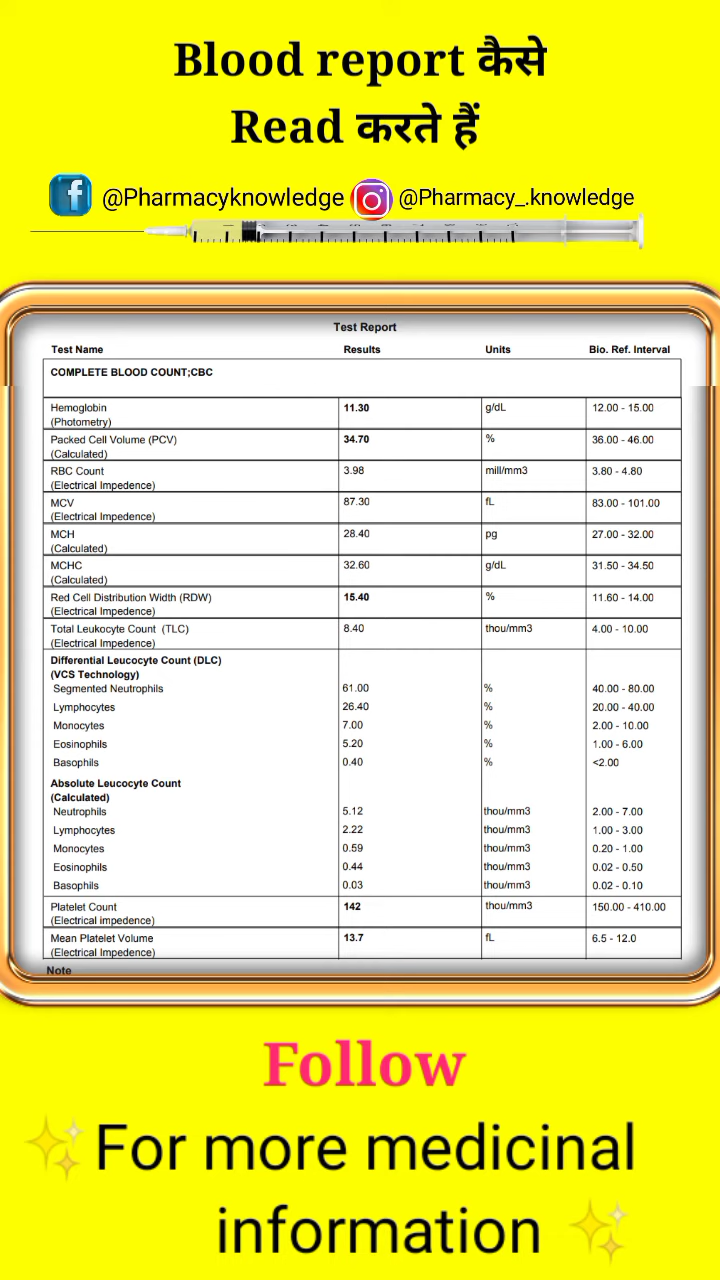 Blood report कैसे
Read करते हैं
@Pharmacyknowledge @Pharmacy_.knowledge
Test Report
Test Name Results Units Bio. Ref. Interval
COMPLETE BLOOD COUNT;CBC
Hemoglobin 11.30 g/dL 12.00 - 15.00
(Photometry)
Packed Cell Volume (PCV) 34.70 % 36.00 - 46.00
(Calculated)
RBC Count 3.98 mill/mm3 3.80 - 4.80
(Electrical Impedence)
MCV 87.30 fL 83.00 - 101.00
(Electrical Impedence)
MCH 28.40 pg 27.00 - 32.00
(Calculated)
MCHC 32.60 g/dL 31.50 - 34.50
(Calculated)
Red Cell Distribution Width (RDW) 15.40 % 11.60 - 14.00
(Electrical Impedence)
Total Leukocyte Count (TLC) 8.40 thou/mm3 4.00 - 10.00
(Electrical Impedence)
Differential Leucocyte Count (DLC)
(VCS Technology)
Segmented Neutrophils 61.00 % 40.00 - 80.00
Lymphocytes 26.40 % 20.00 - 40.00
Monocytes 7.00 % 2.00 - 10.00
Eosinophils 5.20 % 1.00 - 6.00
Basophils 0.40 % <2.00
Absolute Leucocyte Count
(Calculated)
Neutrophils 5.12 thou/mm3 2.00 - 7.00
Lymphocytes 2.22 thou/mm3 1.00 - 3.00
Monocytes 0.59 thou/mm3 0.20 - 1.00
Eosinophils 0.44 thou/mm3 0.02 - 0.50
Basophils 0.03 thou/mm3 0.02 - 0.10
Platelet Count 142 thou/mm3 150.00 - 410.00
(Electrical impedence)
Mean Platelet Volume 13.7 fL 6.5 - 12.0
(Electrical Impedence)
Note
Follow
For more medicinal
information